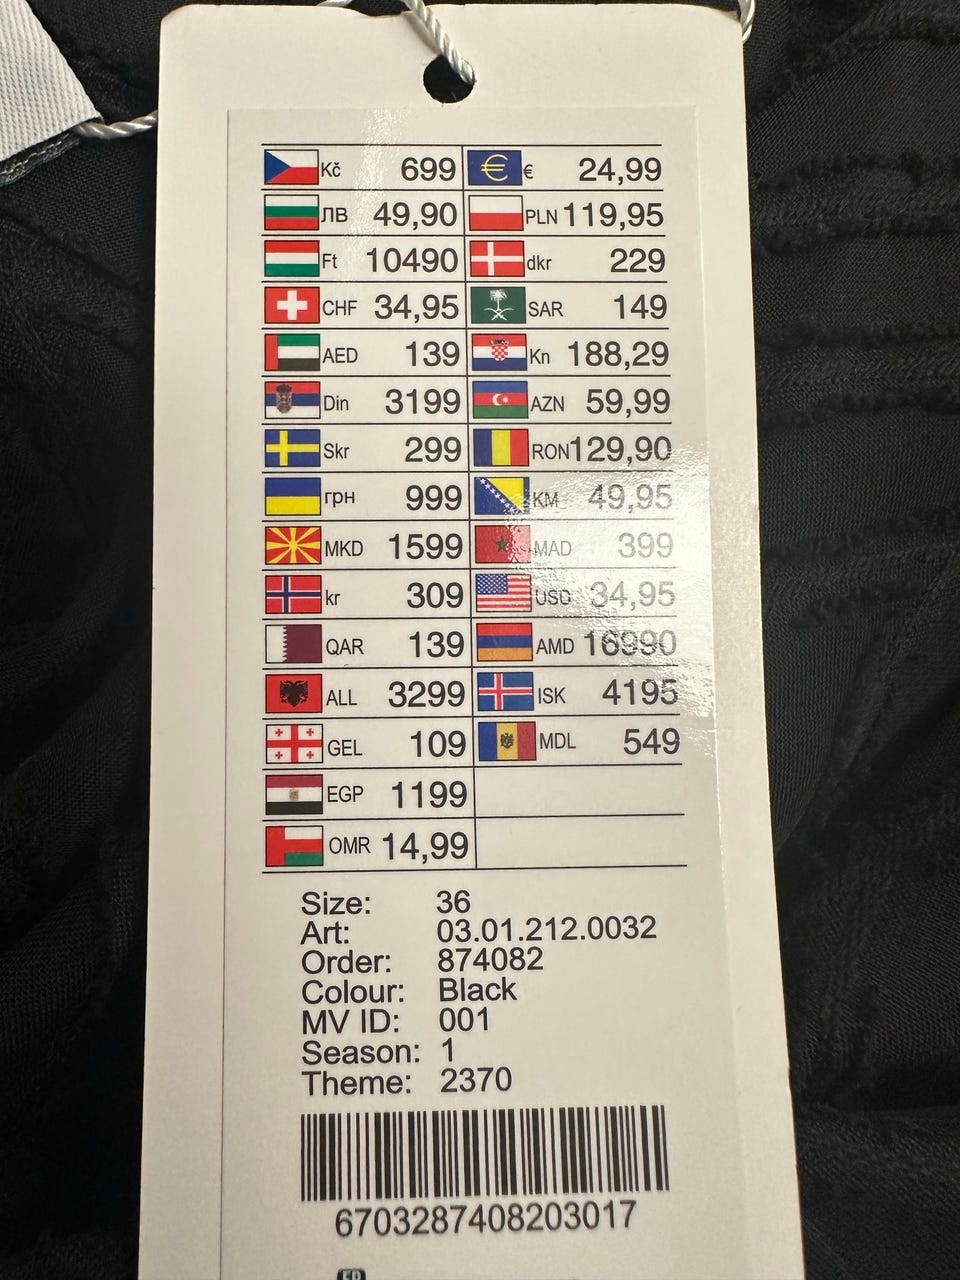 Kč 699 € 24,99
ЛВ 49,90 PLN 119,95
Ft 10490 dkr 229
CHF 34,95 SAR 149
AED 139 Kn 188,29
Din 3199 AZN 59,99
Skr 299 RON 129,90
грн 999 KM 49,95
MKD 1599 MAD 399
kr 309 USD 34,95
QAR 139 AMD 16990
ALL 3299 ISK 4195
GEL 109 MDL 549
EGP 1199
OMR 14,99
Size: 36
Art: 03.01.212.0032
Order: 874082
Colour: Black
MV ID: 001
Season: 1
Theme: 2370
6703287408203017